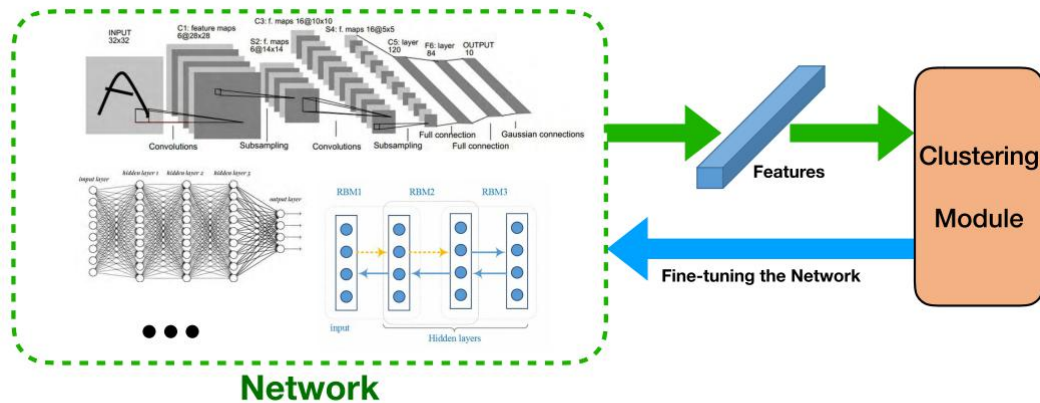 INPUT
32x32
C1: feature maps
6@28x28
C3: f. maps 16@10x10
S2: f. maps
6@14x14
S4: f. maps 16@5x5
C5: layer
120
F6: layer
84
OUTPUT
10
Convolutions
Subsampling
Convolutions
Subsampling
Full connection
Full connection
Gaussian connections
input layer
hidden layer 1
hidden layer 2
hidden layer 3
output layer
RBM1
RBM2
RBM3
input
Hidden layers
Network
Features
Fine-tuning the Network
Clustering
Module